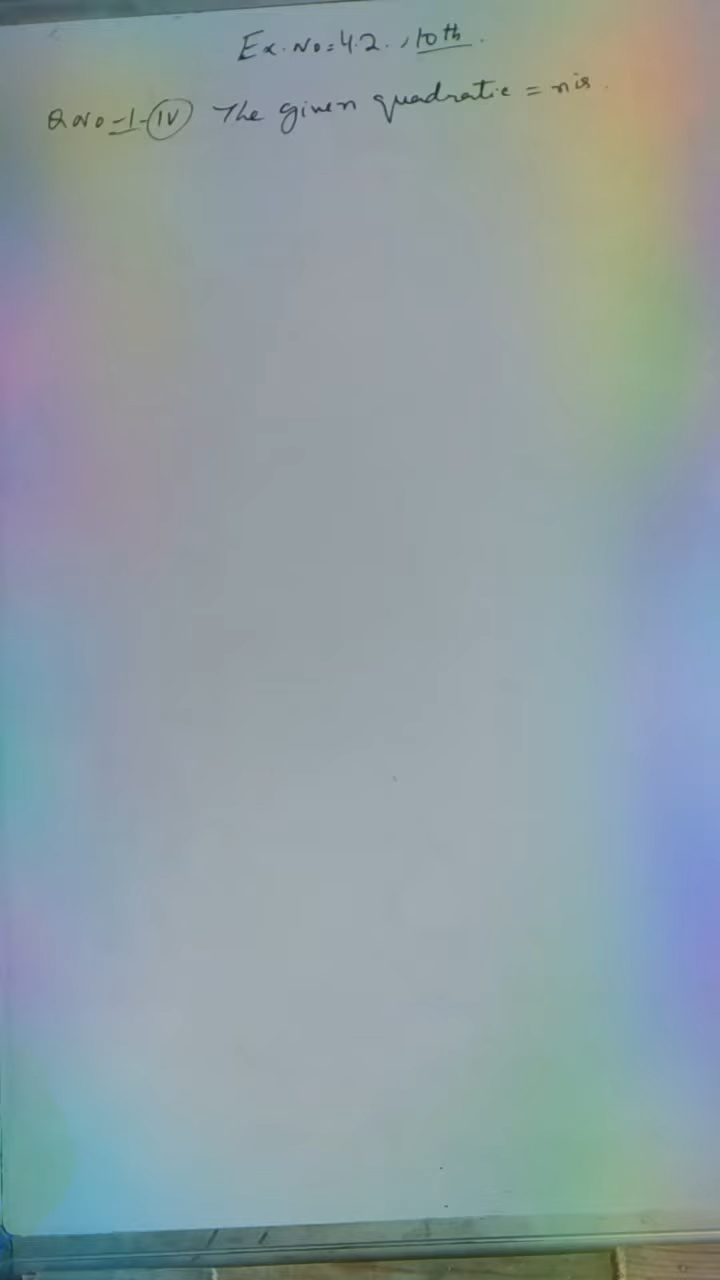 Ex. No = 4.2. , 10th.
Q No - 1 - (iv) The given quadratic = n is.